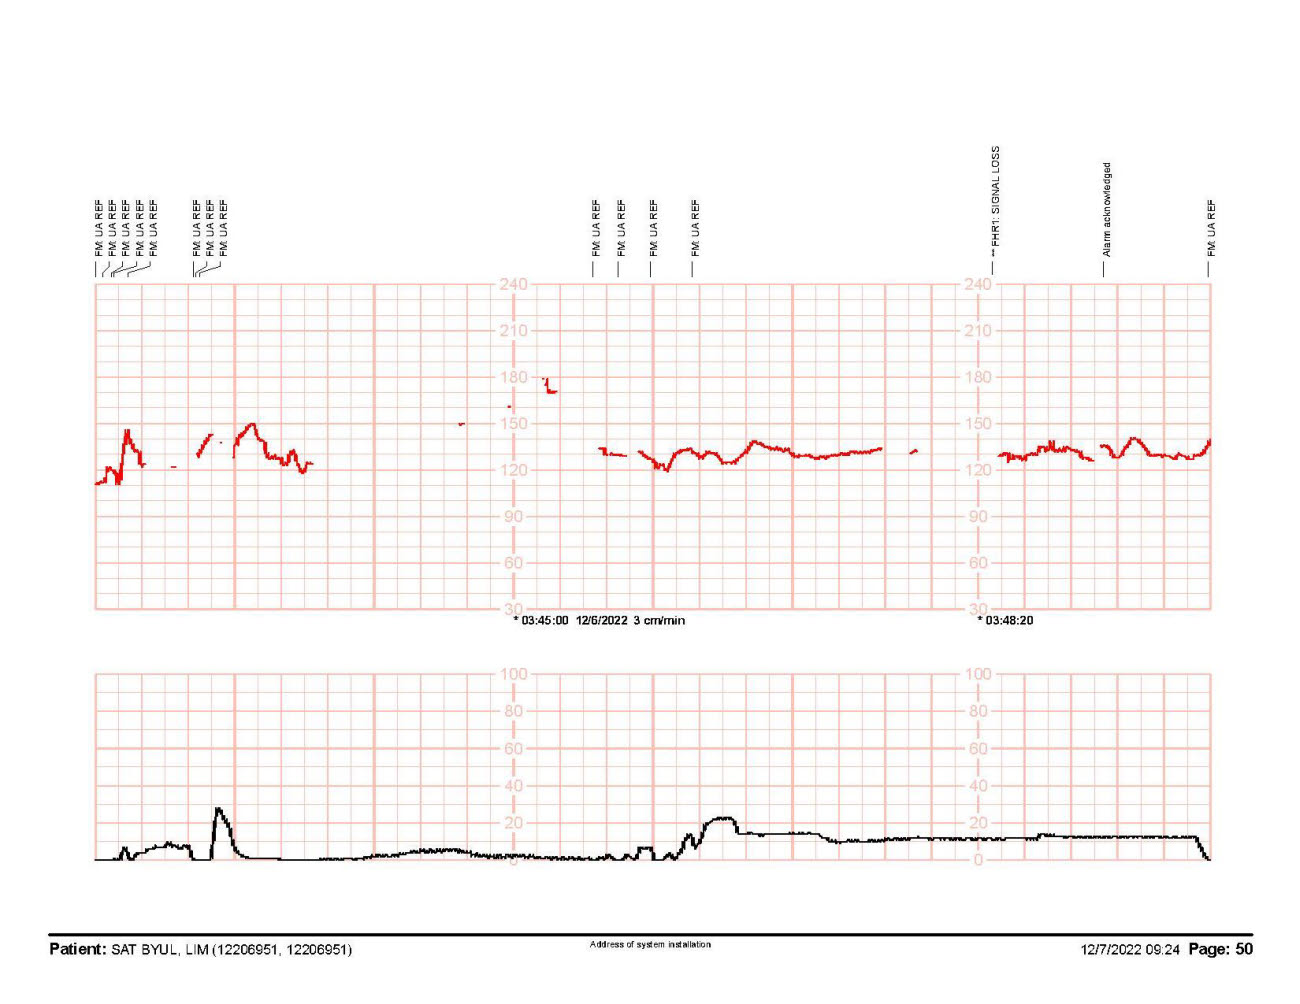 FM: UA REF
FM: UA REF
FM: UA REF
FM: UA REF
FM: UA REF
FM: UA REF
FM: UA REF
FM: UA REF
FM: UA REF
FM: UA REF
FM: UA REF
FM: UA REF
** FHR1: SIGNAL LOSS
Alarm acknowledged
FM: UA REF
240 240
210 210
180 180
150 150
120 120
90 90
60 60
30 30
* 03:45:00 12/6/2022 3 cm/min * 03:48:20
100 100
80 80
60 60
40 40
20 20
0 0
Patient: SAT BYUL, LIM (12206951, 12206951) Address of system installation 12/7/2022 09:24 Page: 50